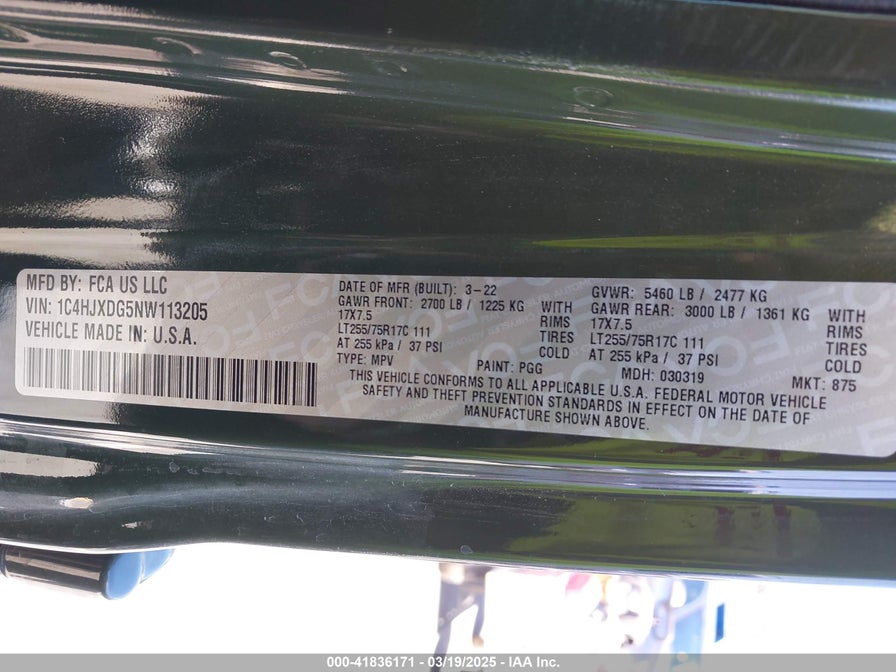 MFD BY: FCA US LLC
VIN: 1C4HJXDG5NW113205
VEHICLE MADE IN: U.S.A.
DATE OF MFR (BUILT): 3-22
GAWR FRONT: 2700 LB / 1225 KG WITH
17X7.5 RIMS
LT255/75R17C 111 TIRES
AT 255 kPa / 37 PSI COLD
TYPE: MPV PAINT: PGG
GVWR: 5460 LB / 2477 KG
GAWR REAR: 3000 LB / 1361 KG WITH
17X7.5 RIMS
LT255/75R17C 111 TIRES
AT 255 kPa / 37 PSI COLD
MDH: 030319 MKT: 875
THIS VEHICLE CONFORMS TO ALL APPLICABLE U.S.A. FEDERAL MOTOR VEHICLE
SAFETY AND THEFT PREVENTION STANDARDS IN EFFECT ON THE DATE OF
MANUFACTURE SHOWN ABOVE.
000-41836171 - 03/19/2025 - IAA Inc.